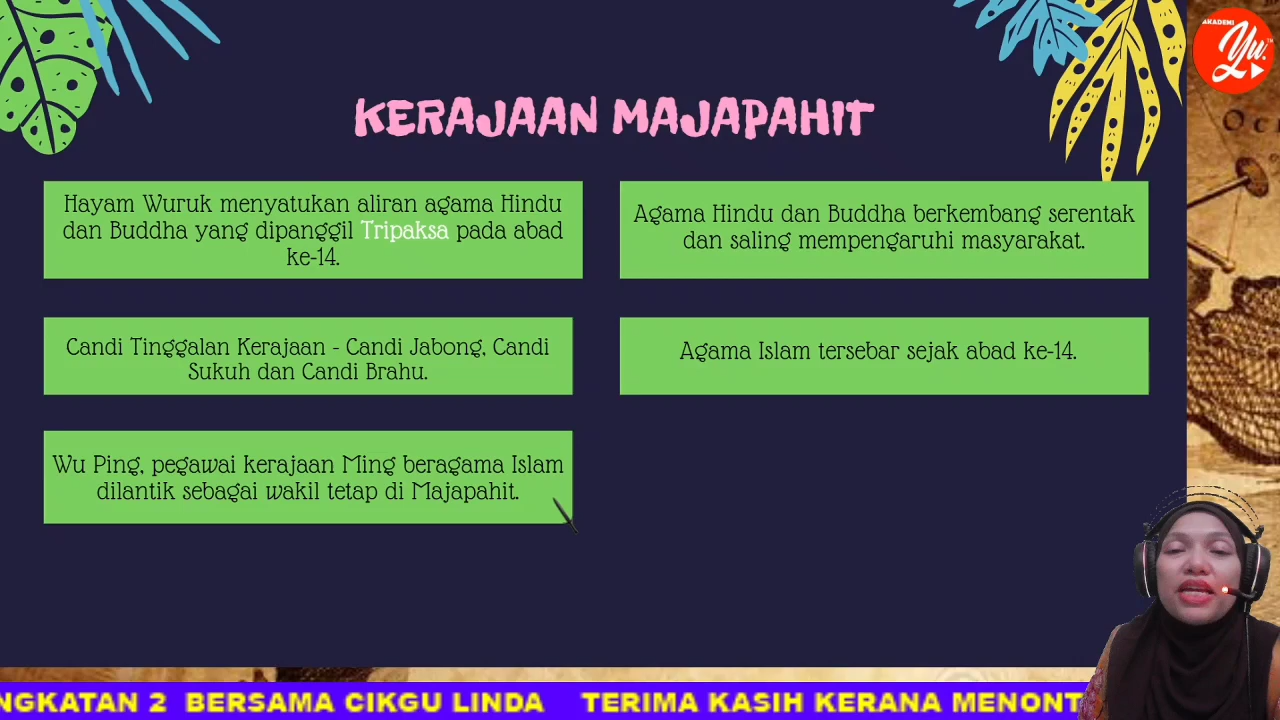 AKADEMI
Yu
KERAJAAN MAJAPAHIT
Hayam Wuruk menyatukan aliran agama Hindu
dan Buddha yang dipanggil Tripaksa pada abad
ke-14.
Agama Hindu dan Buddha berkembang serentak
dan saling mempengaruhi masyarakat.
Candi Tinggalan Kerajaan - Candi Jabong, Candi
Sukuh dan Candi Brahu.
Agama Islam tersebar sejak abad ke-14.
Wu Ping, pegawai kerajaan Ming beragama Islam
dilantik sebagai wakil tetap di Majapahit.
NGKATAN 2 BERSAMA CIKGU LINDA TERIMA KASIH KERANA MENONT